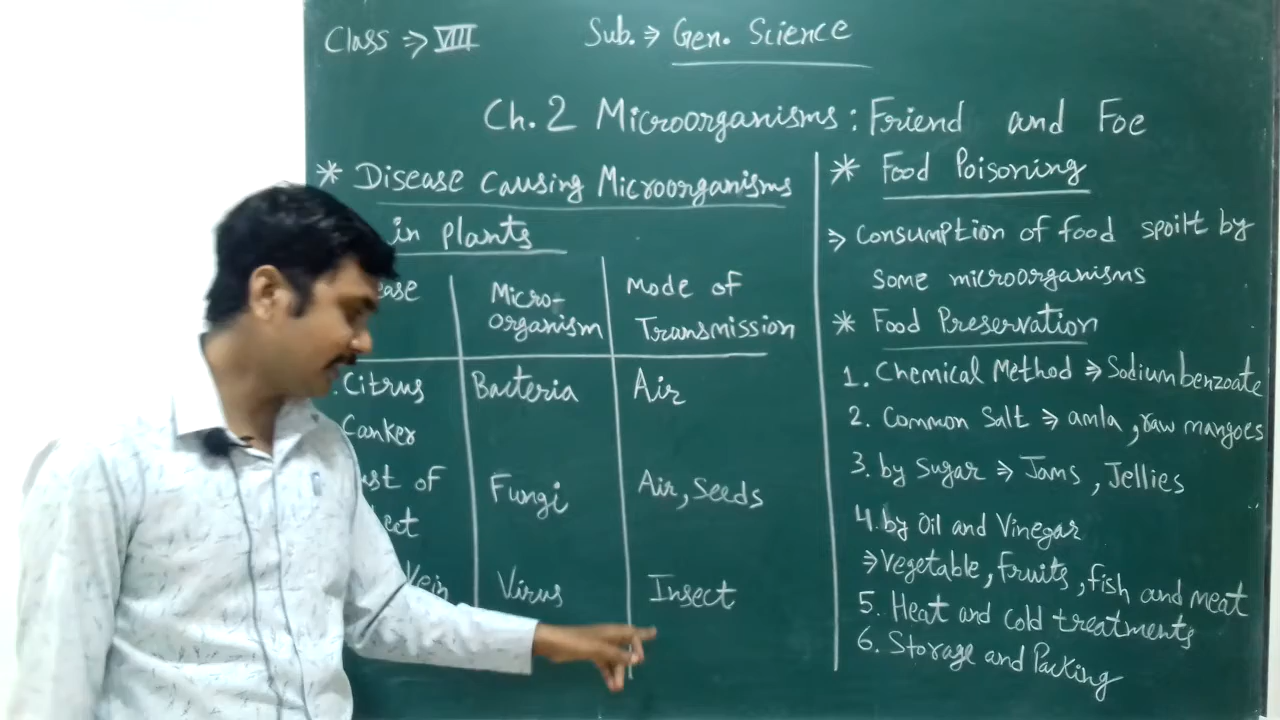 Class ⇒ VIII
Sub. ⇒ Gen. Science
Ch. 2 Microorganisms : Friend and Foe
* Disease Causing Microorganisms
in plants
Micro-
organism
Mode of
Transmission
Citrus
Canker
Bacteria
Air
of
Fungi
Air, Seeds
Vein
Virus
Insect
* Food Poisoning
⇒ Consumption of food spoilt by
some microorganisms
* Food Preservation
1. Chemical Method ⇒ Sodium benzoate
2. Common Salt ⇒ amla, raw mangoes
3. by Sugar ⇒ Jams, Jellies
4. by Oil and Vinegar
⇒ Vegetable, fruits, fish and meat
5. Heat and cold treatments
6. Storage and Packing